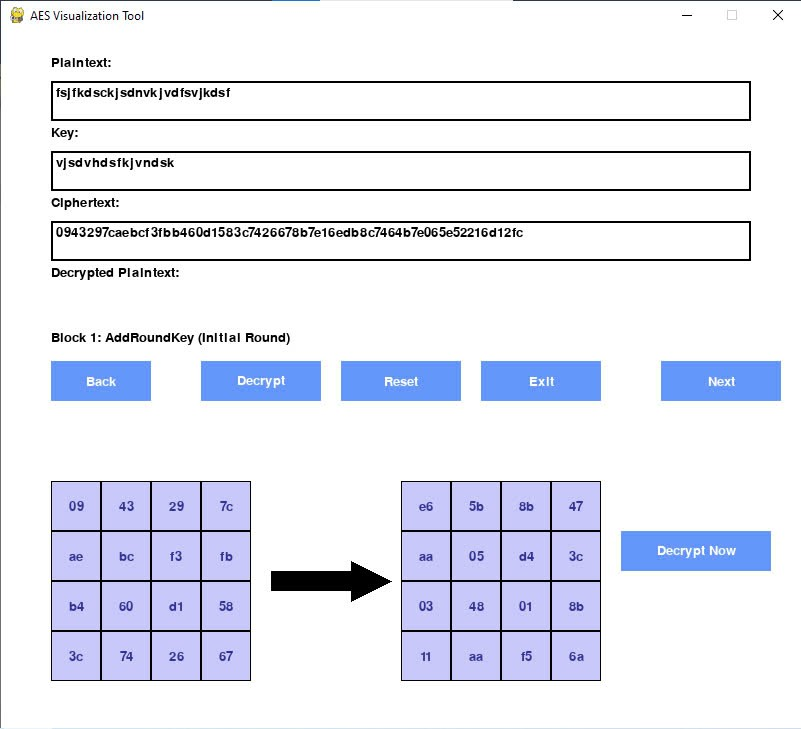 AES Visualization Tool
Plaintext:
fsjfkdsckjsdnvkjvdfsvjkdsf
Key:
vjsdvhdsfkjvndsk
Ciphertext:
0943297caebcf3fbb460d1583c7426678b7e16edb8c7464b7e065e52216d12fc
Decrypted Plaintext:
Block 1: AddRoundKey (Initial Round)
Back Decrypt Reset Exit Next
09 43 29 7c e6 5b 8b 47
ae bc f3 fb aa 05 d4 3c
Decrypt Now
b4 60 d1 58 03 48 01 8b
3c 74 26 67 11 aa f5 6a